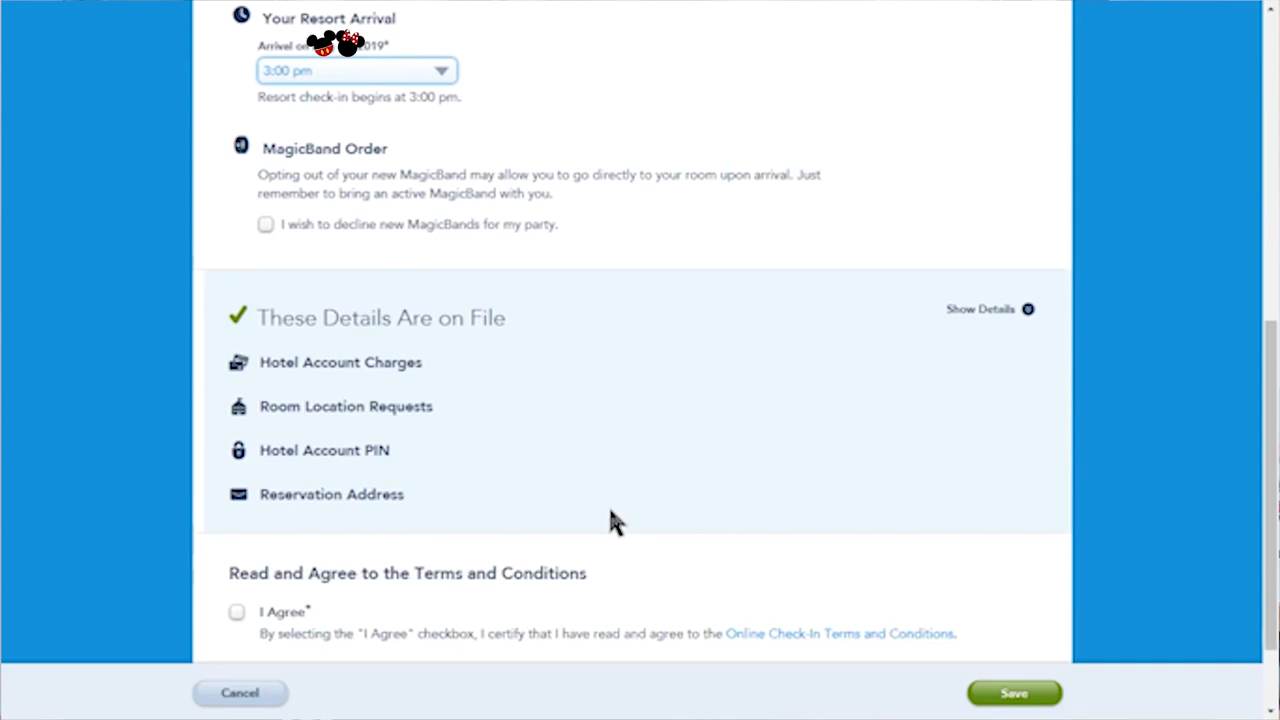 Your Resort Arrival
Arrival on 2019*
3:00 pm
Resort check-in begins at 3:00 pm.
MagicBand Order
Opting out of your new MagicBand may allow you to go directly to your room upon arrival. Just
remember to bring an active MagicBand with you.
I wish to decline new MagicBands for my party.
These Details Are on File
Show Details
Hotel Account Charges
Room Location Requests
Hotel Account PIN
Reservation Address
Read and Agree to the Terms and Conditions
I Agree*
By selecting the "I Agree" checkbox, I certify that I have read and agree to the Online Check-In Terms and Conditions.
Cancel
Save